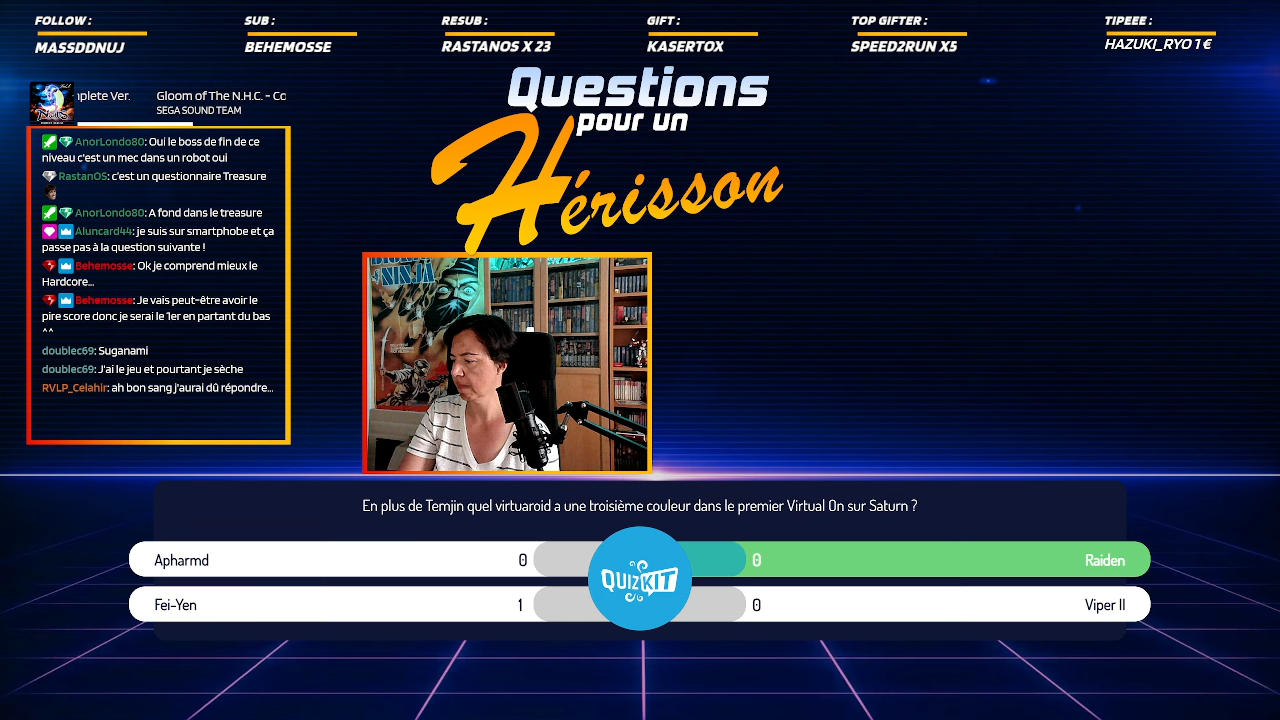 FOLLOW :
MASSDDNUJ
SUB :
BEHEMOSSE
RESUB :
RASTANOS X 23
GIFT :
KASERTOX
TOP GIFTER :
SPEED2RUN X5
TIPEEE :
HAZUKI_RYO 1 €
Questions
pour un
Hérisson
nplete Ver.
Gloom of The N.H.C. - Co
SEGA SOUND TEAM
AnorLondo80: Oui le boss de fin de ce
niveau c'est un mec dans un robot oui
RastanOS: c'est un questionnaire Treasure
AnorLondo80: A fond dans le treasure
Aluncard44: je suis sur smartphobe et ça
passe pas à la question suivante !
Behemosse: Ok je comprend mieux le
Hardcore...
Behemosse: Je vais peut-être avoir le
pire score donc je serai le 1er en partant du bas
^^
doublec69: Suganami
doublec69: J'ai le jeu et pourtant je sèche
RVLP_Celahir: ah bon sang j'aurai dû répondre...
NINJA
En plus de Temjin quel virtuaroid a une troisième couleur dans le premier Virtual On sur Saturn ?
Apharmd 0
0 Raiden
QUIZKIT
Fei-Yen 1
0 Viper II